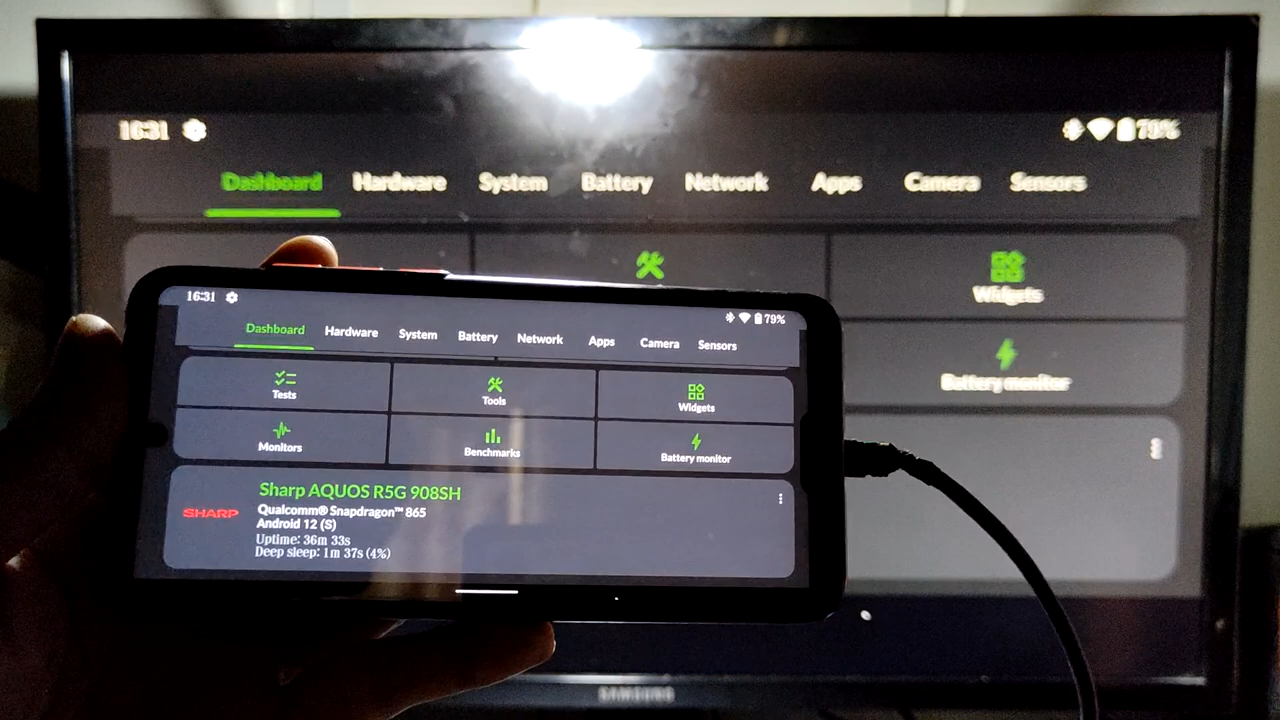 16:31
79%
Dashboard Hardware System Battery Network Apps Camera Sensors
Widgets
Battery monitor
16:31
79%
Dashboard Hardware System Battery Network Apps Camera Sensors
Tests Tools Widgets
Monitors Benchmarks Battery monitor
SHARP
Sharp AQUOS R5G 908SH
Qualcomm® Snapdragon™ 865
Android 12 (S)
Uptime: 36m 33s
Deep sleep: 1m 37s (4%)
SAMSUNG